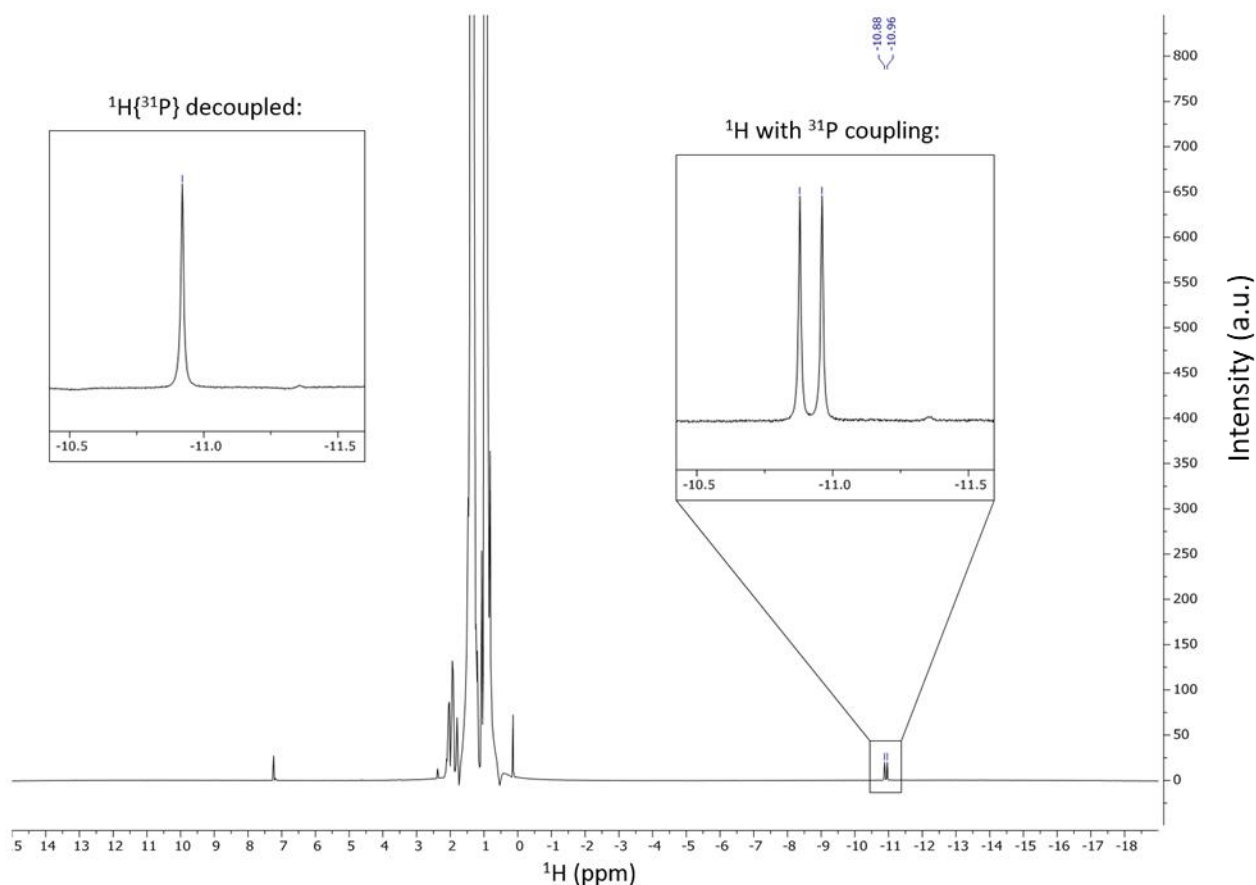 -10.88
-10.96
¹H{³¹P} decoupled:
-10.5 -11.0 -11.5
¹H with ³¹P coupling:
-10.5 -11.0 -11.5
800
750
700
650
600
550
500
450
400
350
300
250
200
150
100
50
0
Intensity (a.u.)
5 14 13 12 11 10 9 8 7 6 5 4 3 2 1 0 -1 -2 -3 -4 -5 -6 -7 -8 -9 -10 -11 -12 -13 -14 -15 -16 -17 -18
¹H (ppm)